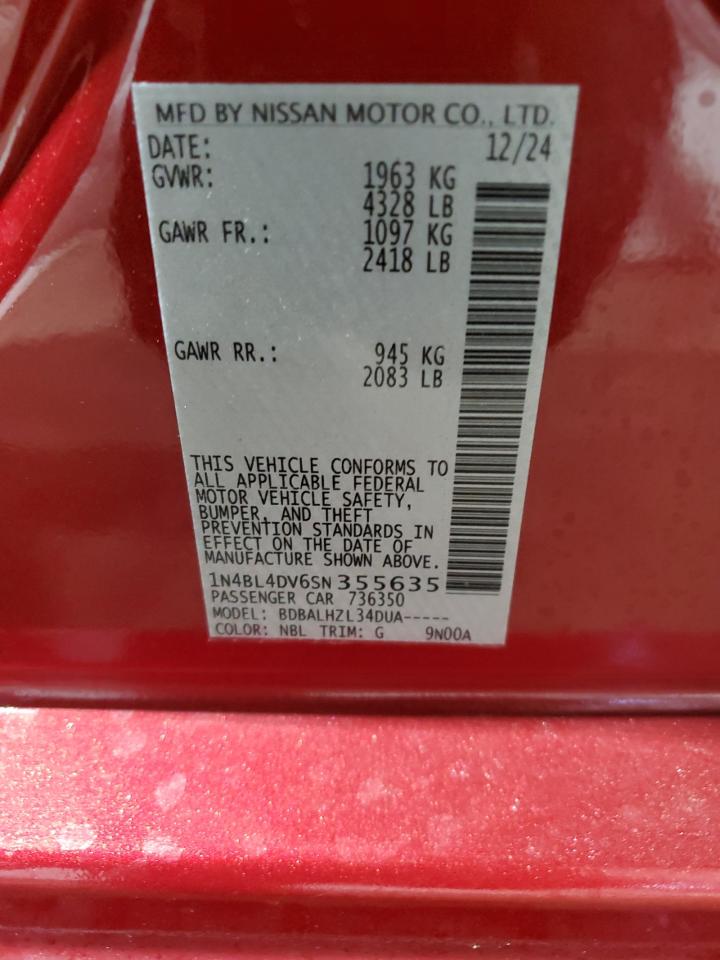 MFD BY NISSAN MOTOR CO., LTD.
DATE: 12/24
GVWR: 1963 KG
4328 LB
GAWR FR.: 1097 KG
2418 LB
GAWR RR.: 945 KG
2083 LB
THIS VEHICLE CONFORMS TO
ALL APPLICABLE FEDERAL
MOTOR VEHICLE SAFETY,
BUMPER, AND THEFT
PREVENTION STANDARDS IN
EFFECT ON THE DATE OF
MANUFACTURE SHOWN ABOVE.
1N4BL4DV6SN355635
PASSENGER CAR 736350
MODEL: BDBALHZL34DUA-----
COLOR: NBL TRIM: G 9N00A